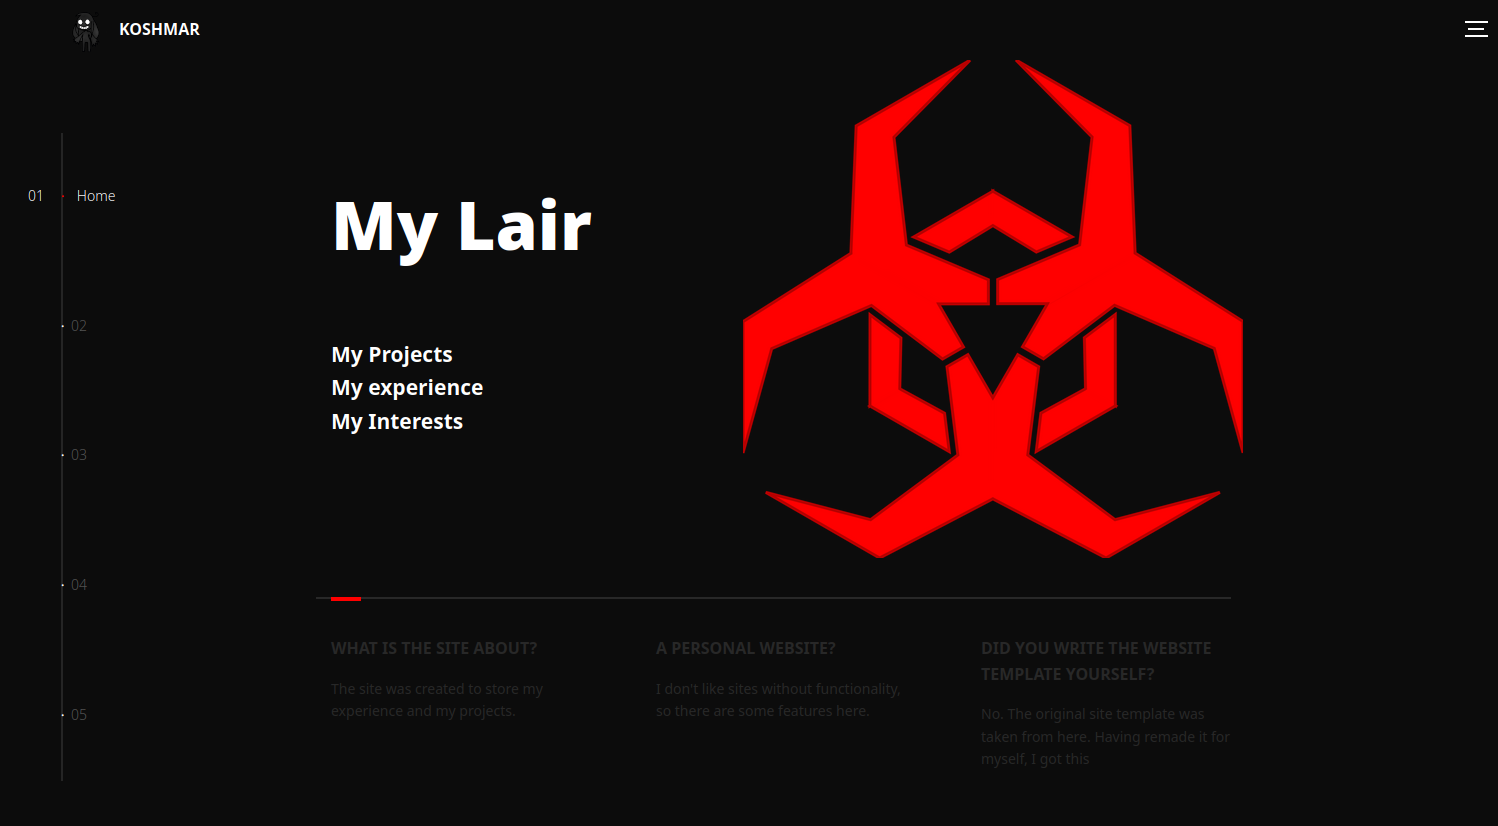 KOSHMAR
01 Home
My Lair
02
My Projects
My experience
My Interests
03
04
WHAT IS THE SITE ABOUT?
The site was created to store my
experience and my projects.
A PERSONAL WEBSITE?
I don't like sites without functionality,
so there are some features here.
DID YOU WRITE THE WEBSITE
TEMPLATE YOURSELF?
No. The original site template was
taken from here. Having remade it for
myself, I got this
05